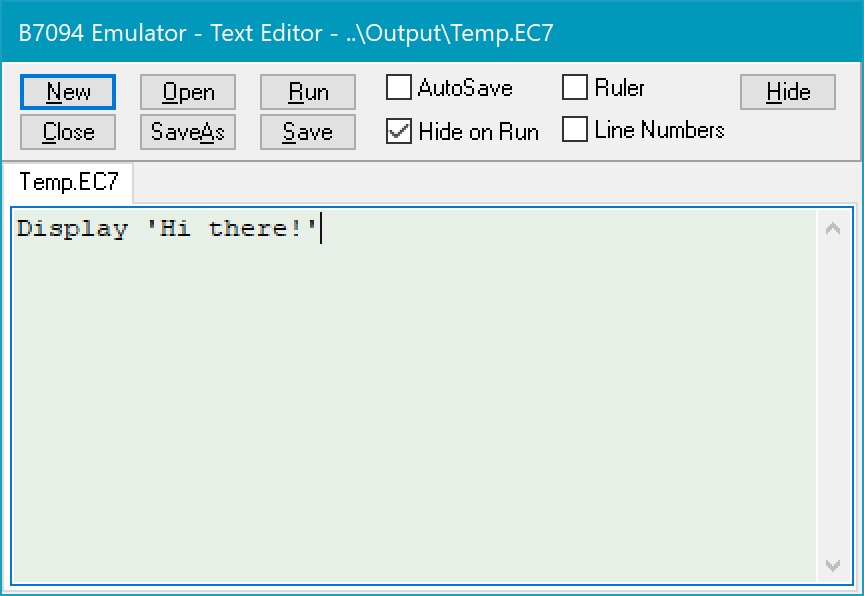 B7094 Emulator - Text Editor - ..\Output\Temp.EC7
New Open Run AutoSave Ruler Hide
Close SaveAs Save Hide on Run Line Numbers
Temp.EC7
Display 'Hi there!'